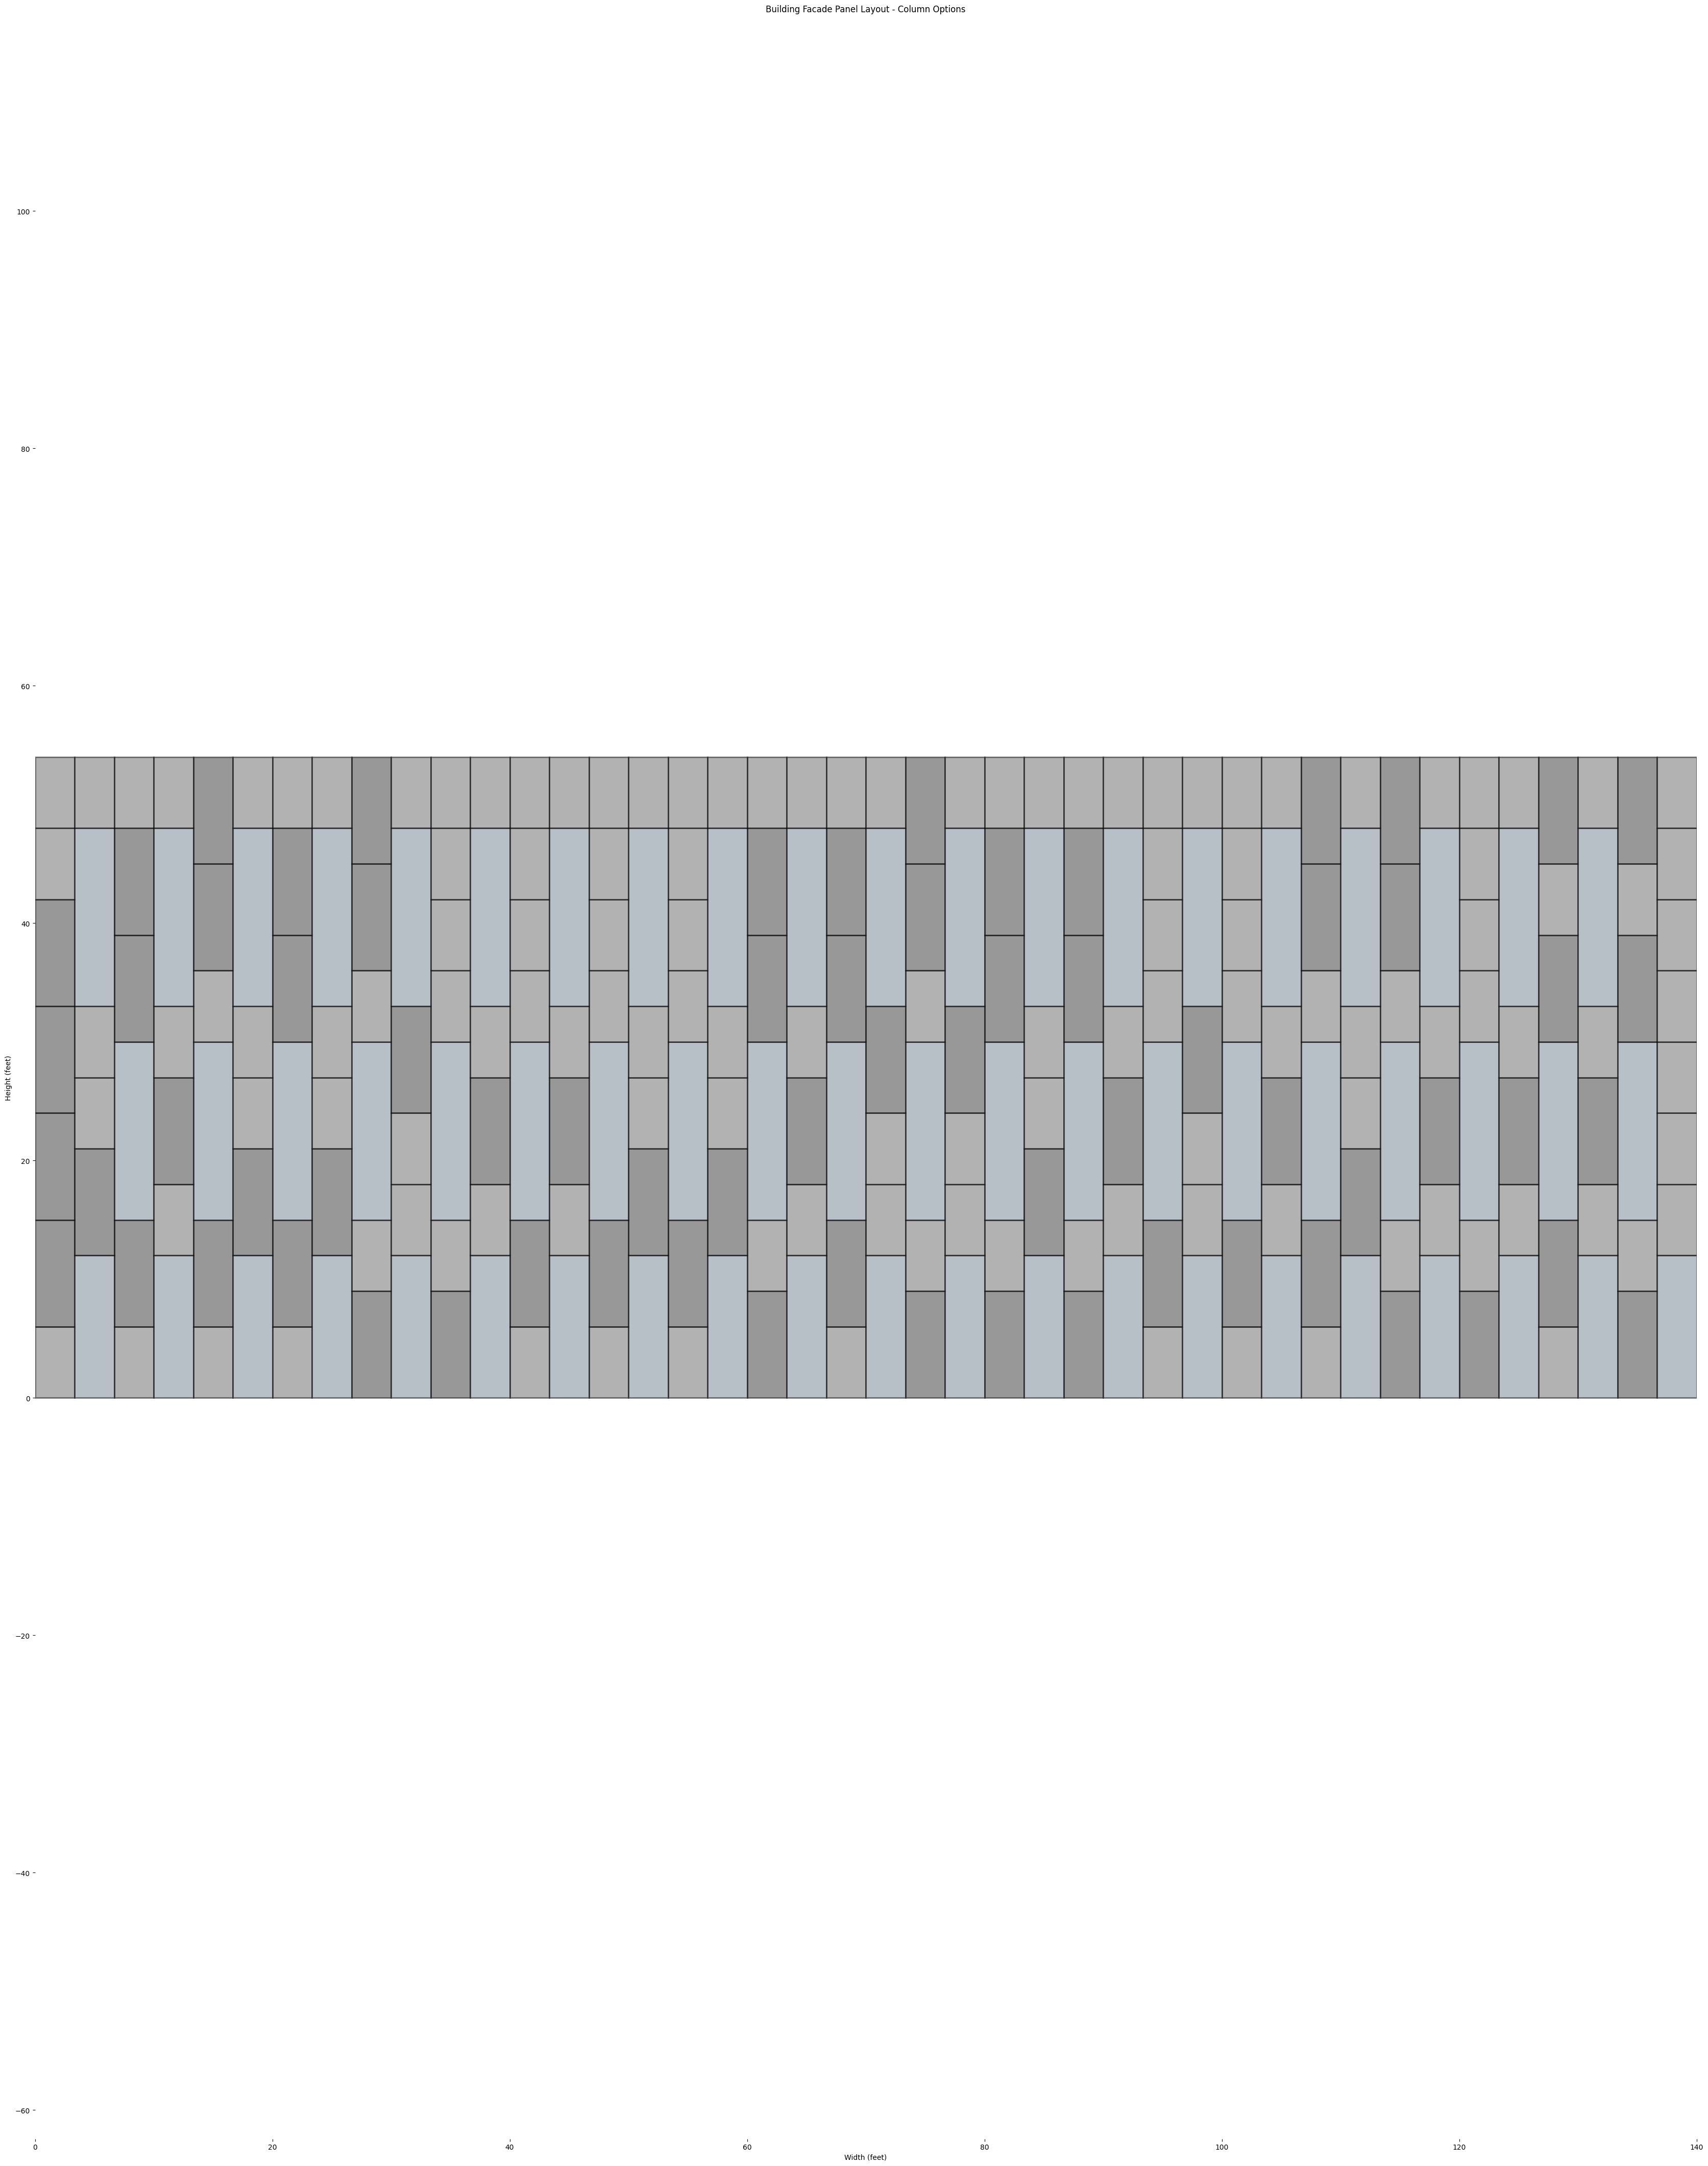 Building Facade Panel Layout - Column Options
100
80
60
40
20
0
−20
−40
−60
Height (feet)
0 20 40 60 80 100 120 140
Width (feet)